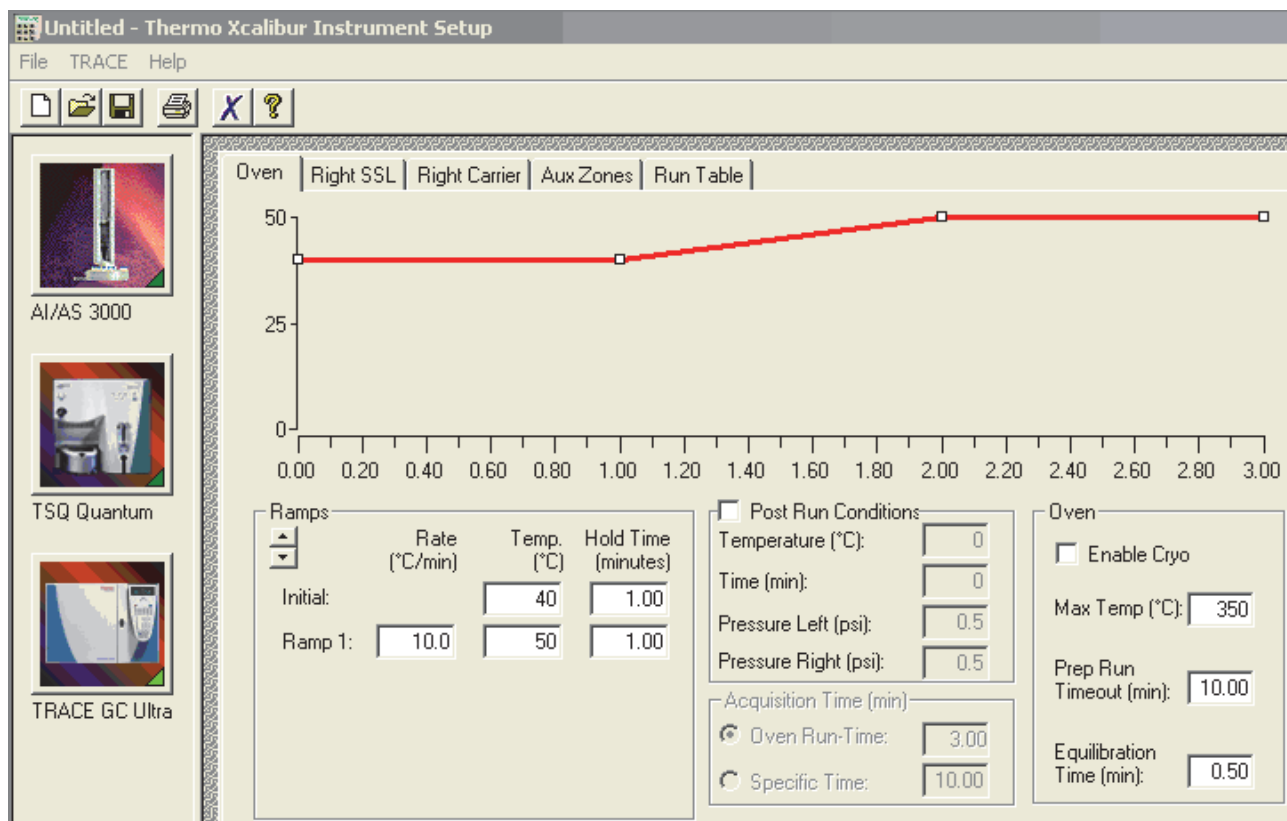 Untitled - Thermo Xcalibur Instrument Setup
File TRACE Help
AI/AS 3000
TSQ Quantum
TRACE GC Ultra
Oven Right SSL Right Carrier Aux Zones Run Table
50
25
0
0.00 0.20 0.40 0.60 0.80 1.00 1.20 1.40 1.60 1.80 2.00 2.20 2.40 2.60 2.80 3.00
Ramps
Rate Temp. Hold Time
(°C/min) (°C) (minutes)
Initial: 40 1.00
Ramp 1: 10.0 50 1.00
Post Run Conditions
Temperature (°C): 0
Time (min): 0
Pressure Left (psi): 0.5
Pressure Right (psi): 0.5
Acquisition Time (min)
Oven Run-Time: 3.00
Specific Time: 10.00
Oven
Enable Cryo
Max Temp (°C): 350
Prep Run
Timeout (min): 10.00
Equilibration
Time (min): 0.50